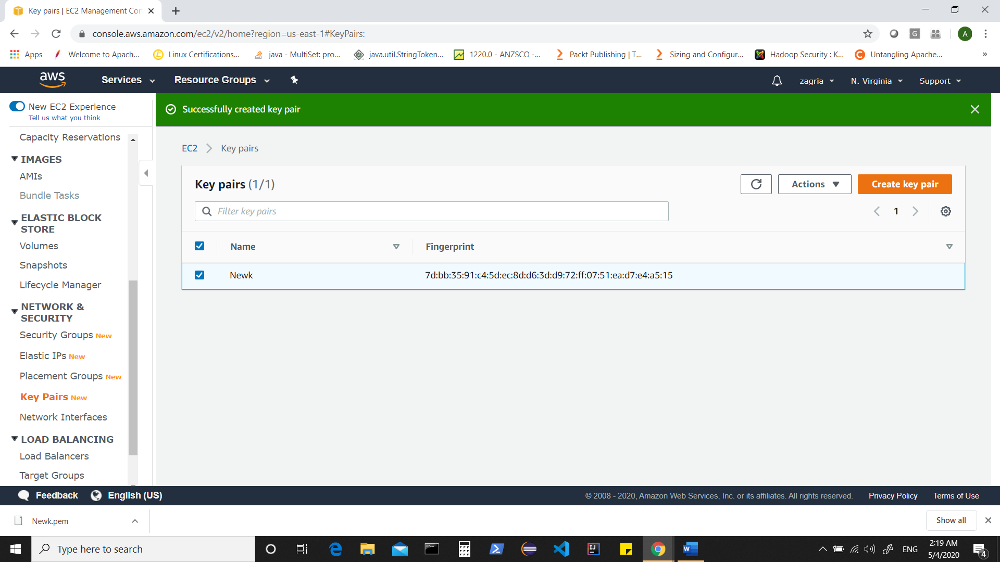 Key pairs | EC2 Management Con
console.aws.amazon.com/ec2/v2/home?region=us-east-1#KeyPairs:
G
A
Apps
Welcome to Apach...
Linux Certifications...
java - MultiSet: pro...
java.util.StringToken...
1220.0 - ANZSCO -...
Packt Publishing | T...
Sizing and Configur...
Hadoop Security : K...
Untangling Apache...
»
aws
Services
Resource Groups
zagria
N. Virginia
Support
New EC2 Experience
Tell us what you think
Successfully created key pair
Capacity Reservations
IMAGES
AMIs
Bundle Tasks
ELASTIC BLOCK
STORE
Volumes
Snapshots
Lifecycle Manager
NETWORK &
SECURITY
Security Groups New
Elastic IPs New
Placement Groups New
Key Pairs New
Network Interfaces
LOAD BALANCING
Load Balancers
Target Groups
EC2 > Key pairs
Key pairs (1/1)
Actions
Create key pair
Filter key pairs
1
Name
Fingerprint
Newk
7d:bb:35:91:c4:5d:ec:8d:d6:3d:d9:72:ff:07:51:ea:d7:e4:a5:15
Feedback
English (US)
© 2008 - 2020, Amazon Web Services, Inc. or its affiliates. All rights reserved.
Privacy Policy
Terms of Use
Newk.pem
Show all
Type here to search
IJ
W
ENG
2:19 AM
5/4/2020
4